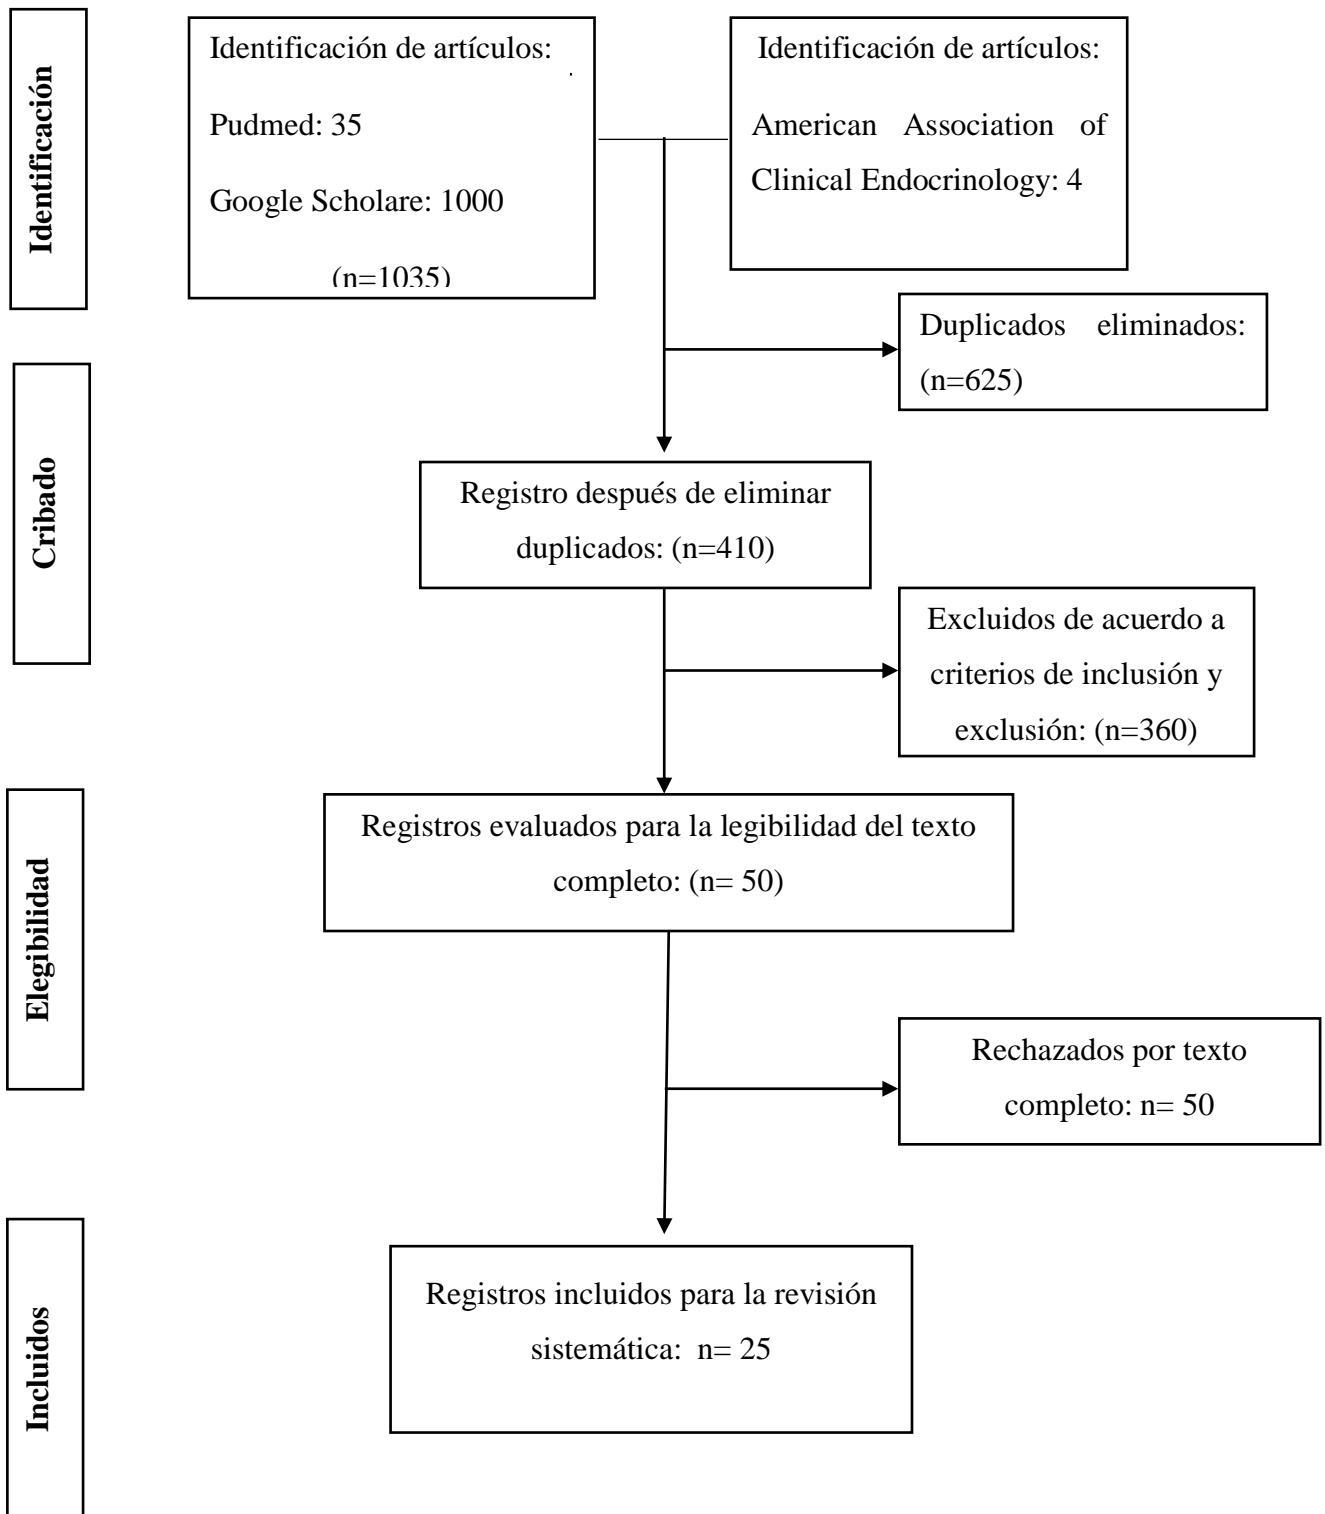 Identificación
Identificación de artículos:
Pudmed: 35
Google Scholare: 1000
(n=1035)
Identificación de artículos:
American Association of
Clinical Endocrinology: 4
Duplicados eliminados:
(n=625)
Cribado
Registro después de eliminar
duplicados: (n=410)
Excluidos de acuerdo a
criterios de inclusión y
exclusión: (n=360)
Elegibilidad
Registros evaluados para la legibilidad del texto
completo: (n= 50)
Rechazados por texto
completo: n= 50
Incluidos
Registros incluidos para la revisión
sistemática: n= 25